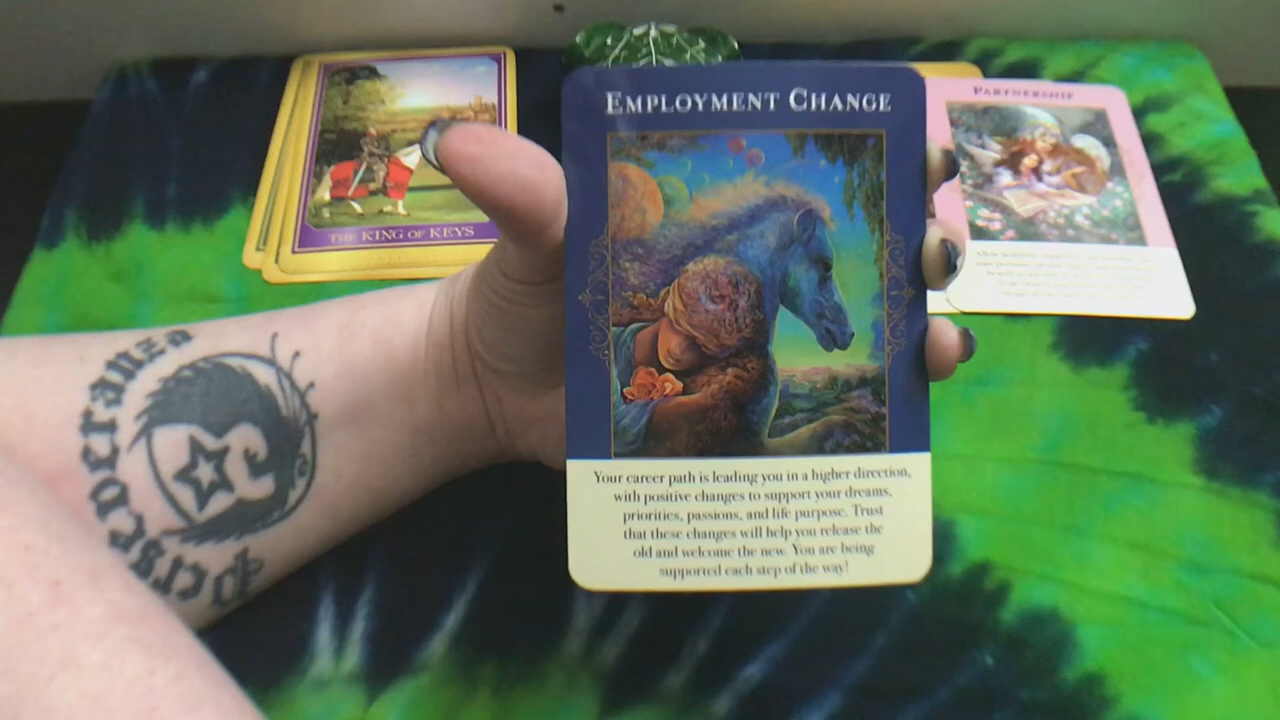 EMPLOYMENT CHANGE
PARTNERSHIP
THE KING OF KEYS
Your career path is leading you in a higher direction,
with positive changes to support your dreams,
priorities, passions, and life purpose. Trust
that these changes will help you release the
old and welcome the new. You are being
supported each step of the way!